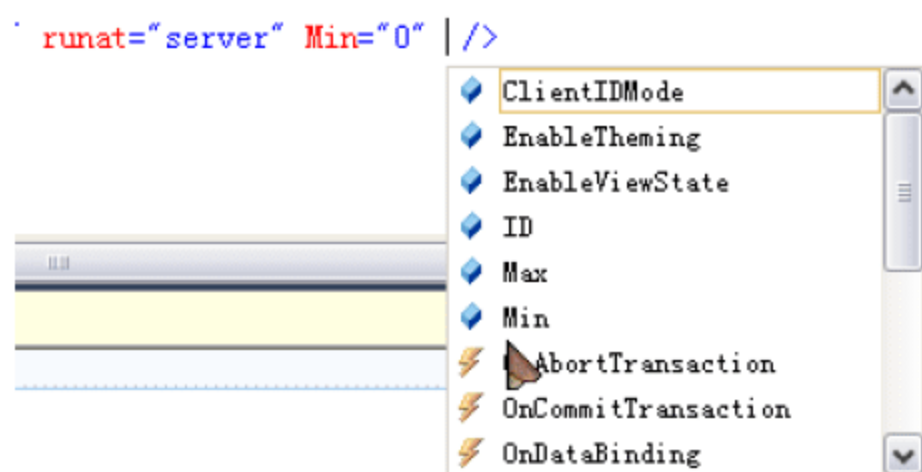 runat="server" Min="0" />
ClientIDMode
EnableTheming
EnableViewState
ID
Max
Min
AbortTransaction
OnCommitTransaction
OnDataBinding